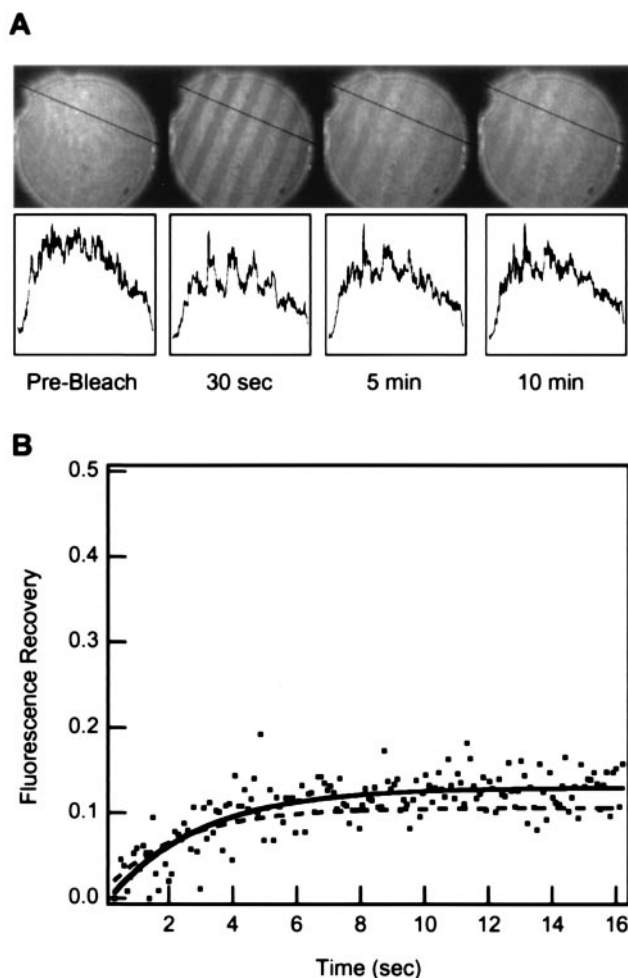 A
Pre-Bleach 30 sec 5 min 10 min
B
Fluorescence Recovery
0.5
0.4
0.3
0.2
0.1
0.0
2 4 6 8 10 12 14 16
Time (sec)